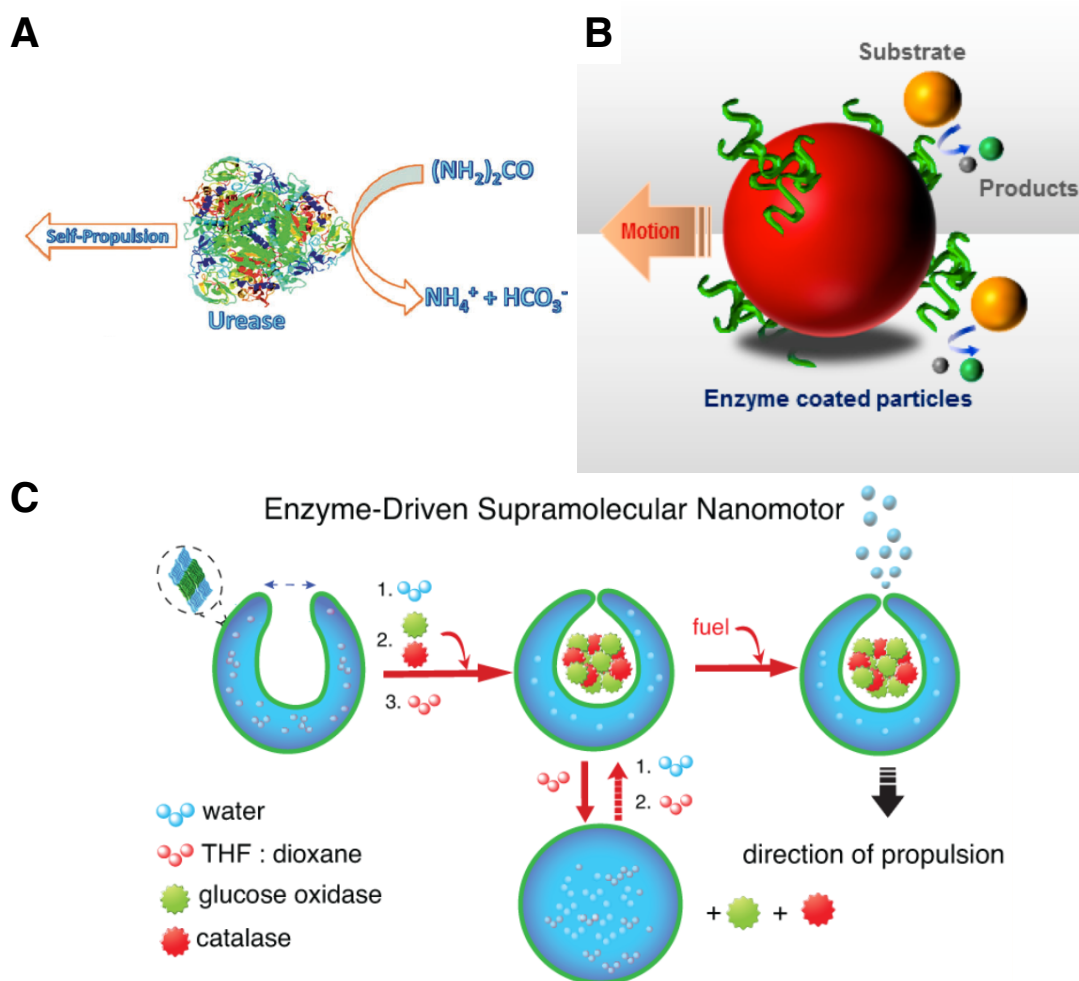 A
(NH₂)₂CO
Self-Propulsion
NH₄⁺ + HCO₃⁻
Urease
B
Substrate
Products
Motion
Enzyme coated particles
C
Enzyme-Driven Supramolecular Nanomotor
1.
2.
3.
fuel
1.
2.
water
THF : dioxane
glucose oxidase
catalase
direction of propulsion
+ +